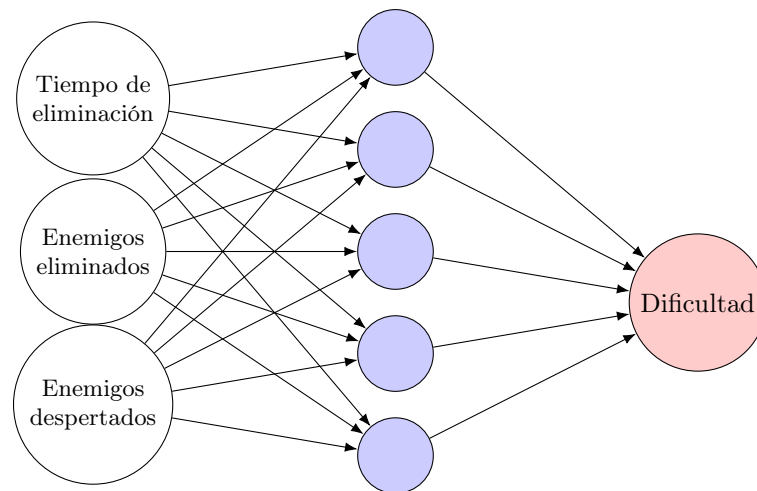 Tiempo de
eliminación
Enemigos
eliminados
Enemigos
despertados
Dificultad